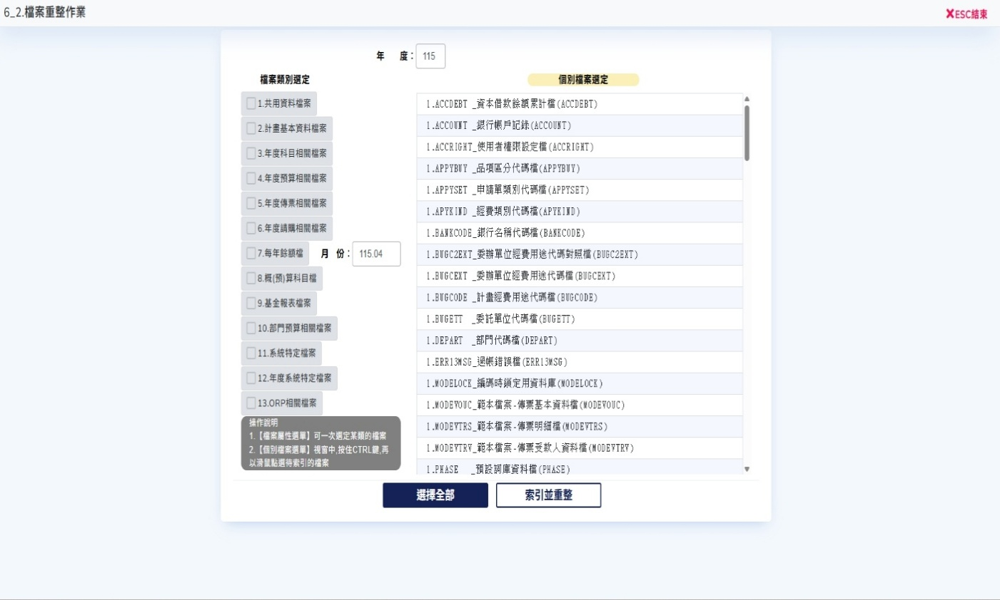 6_2.檔案重整作業
✘ESC結束
年 度：115
檔案類別選定
1.共用資料檔案
2.計畫基本資料檔案
3.年度科目相關檔案
4.年度預算相關檔案
5.年度傳票相關檔案
6.年度請購相關檔案
7.每年餘額檔 月 份：115.04
8.概(預)算科目檔
9.基金報表檔案
10.部門預算相關檔案
11.系統特定檔案
12.年度系統特定檔案
13.ORP相關檔案
操作說明
1.【檔案屬性選單】可一次選定某類的檔案
2.【個別檔案選單】視窗中,按住CTRL鍵,再
以滑鼠點選待索引的檔案
個別檔案選定
1.ACCDEBT _資本借款餘額累計檔(ACCDEBT)
1.ACCOUNT _銀行帳戶記錄(ACCOUNT)
1.ACCRIGHT_使用者權限設定檔(ACCRIGHT)
1.APPYBUY _品項區分代碼檔(APPYBUY)
1.APPYSET _申請單類別代碼檔(APPYSET)
1.APYKIND _經費類別代碼檔(APYKIND)
1.BANKCODE_銀行名稱代碼檔(BANKCODE)
1.BUGC2EXT_委辦單位經費用途代碼對照檔(BUGC2EXT)
1.BUGCEXT _委辦單位經費用途代碼檔(BUGCEXT)
1.BUGCODE _計畫經費用途代碼檔(BUGCODE)
1.BUGETT _委託單位代碼檔(BUGETT)
1.DEPART _部門代碼檔(DEPART)
1.ERR13MSG_過帳錯誤檔(ERR13MSG)
1.MODELOCK_編碼時鎖定用資料庫(MODELOCK)
1.MODEVOUC_範本檔案-傳票基本資料檔(MODEVOUC)
1.MODEVTRS_範本檔案-傳票明細檔(MODEVTRS)
1.MODEVTRV_範本檔案-傳票受款人資料檔(MODEVTRV)
1.PHASE _預設詞庫資料檔(PHASE)
選擇全部
索引並重整